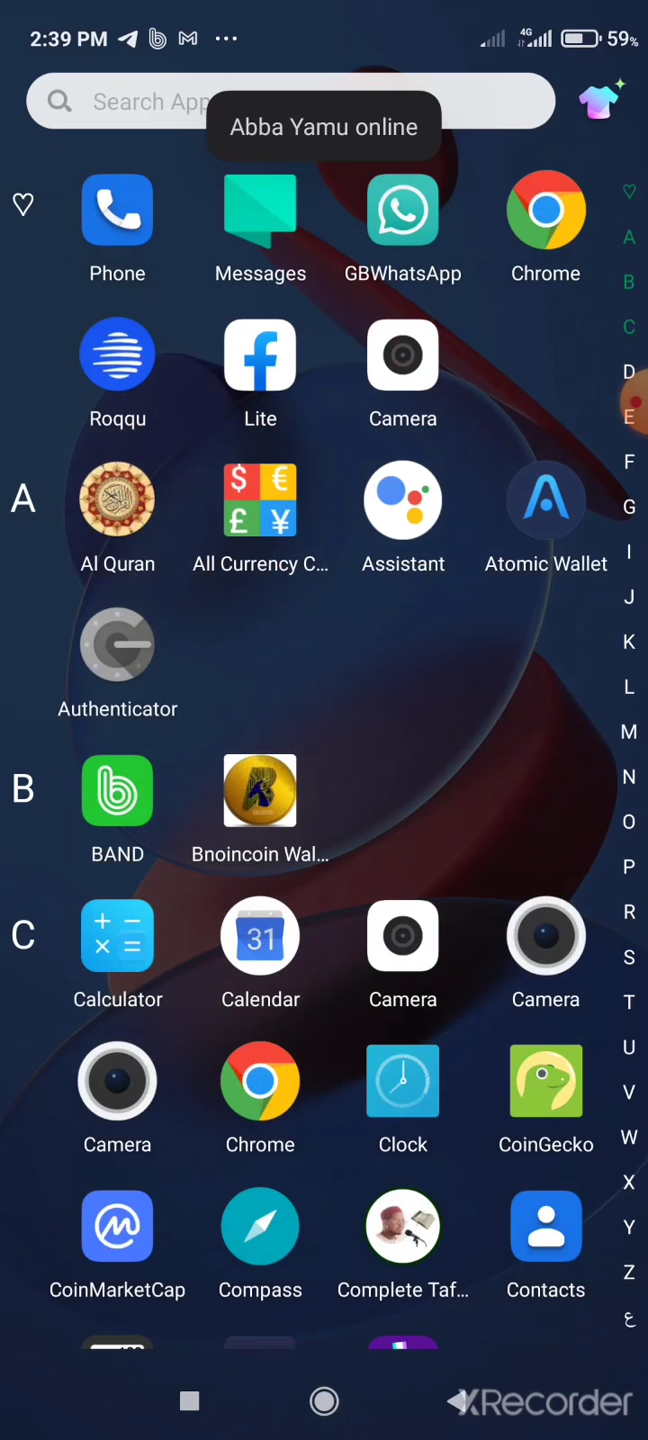 2:39 PM
4G
59%
Search App
Abba Yamu online
Phone
Messages
GBWhatsApp
Chrome
A
B
C
D
E
F
G
I
J
K
L
M
N
O
P
R
S
T
U
V
W
X
Y
Z
ع
Roqqu
Lite
Camera
A
Al Quran
All Currency C...
Assistant
Atomic Wallet
Authenticator
B
BAND
Bnoincoin Wal...
C
Calculator
31
Calendar
Camera
Camera
Camera
Chrome
Clock
CoinGecko
CoinMarketCap
Compass
Complete Taf...
Contacts
XRecorder